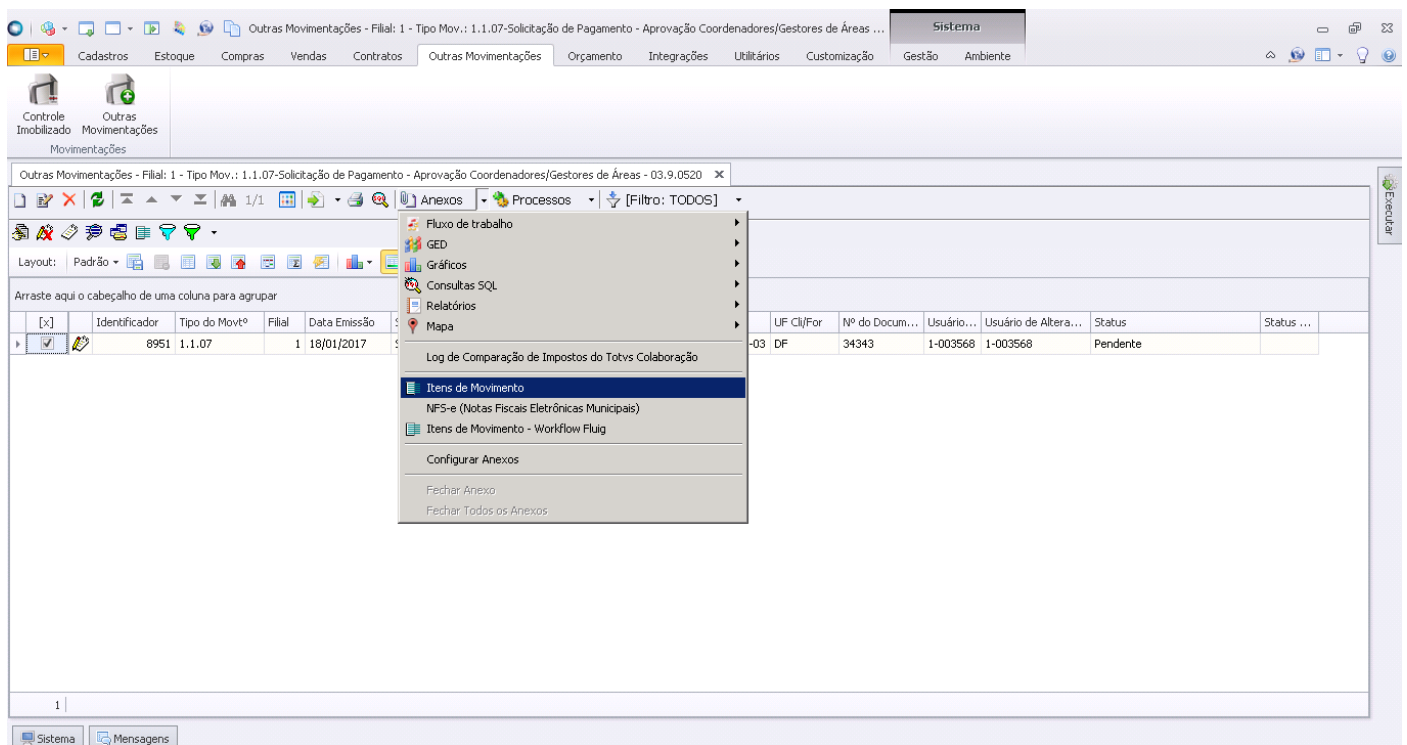 Outras Movimentações - Filial: 1 - Tipo Mov.: 1.1.07-Solicitação de Pagamento - Aprovação Coordenadores/Gestores de Áreas ...
Sistema
Cadastros Estoque Compras Vendas Contratos Outras Movimentações Orçamento Integrações Utilitários Customização Gestão Ambiente
Controle Imobilizado
Outras Movimentações
Movimentações
Outras Movimentações - Filial: 1 - Tipo Mov.: 1.1.07-Solicitação de Pagamento - Aprovação Coordenadores/Gestores de Áreas - 03.9.0520 X
1/1 Anexos Processos [Filtro: TODOS]
Executar
Layout: Padrão
Arraste aqui o cabeçalho de uma coluna para agrupar
[x] Identificador Tipo do Movtº Filial Data Emissão UF Cli/For Nº do Docum... Usuário... Usuário de Altera... Status Status ...
8951 1.1.07 1 18/01/2017 -03 DF 34343 1-003568 1-003568 Pendente
Fluxo de trabalho
GED
Gráficos
Consultas SQL
Relatórios
Mapa
Log de Comparação de Impostos do Totvs Colaboração
Itens de Movimento
NFS-e (Notas Fiscais Eletrônicas Municipais)
Itens de Movimento - Workflow Fluig
Configurar Anexos
Fechar Anexo
Fechar Todos os Anexos
1
Sistema Mensagens